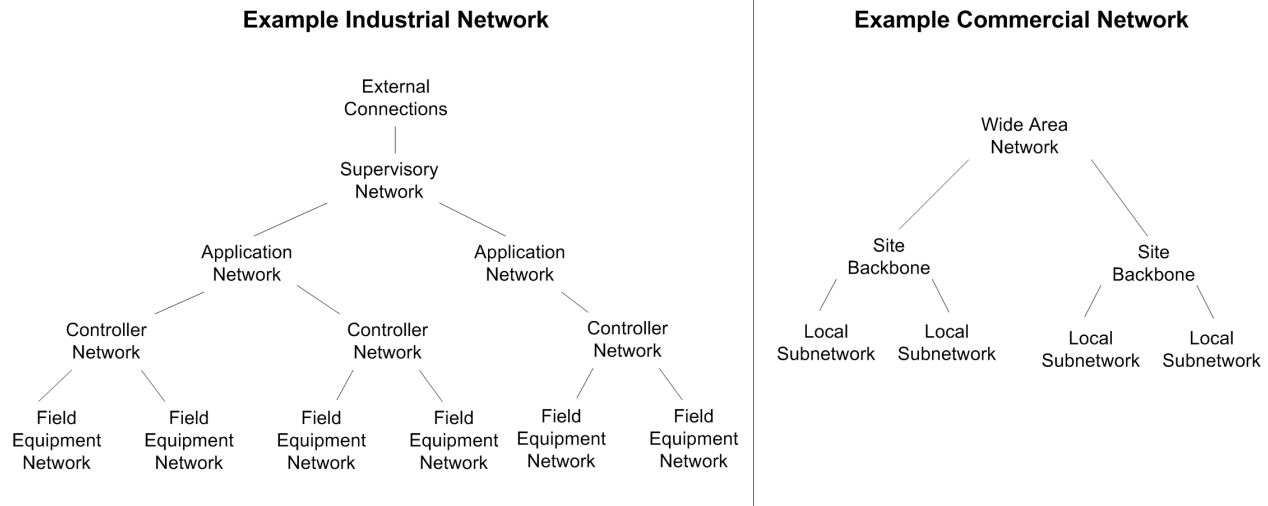 Example Industrial Network
External
Connections
Supervisory
Network
Application
Network
Application
Network
Controller
Network
Controller
Network
Controller
Network
Field
Equipment
Network
Field
Equipment
Network
Field
Equipment
Network
Field
Equipment
Network
Field
Equipment
Network
Field
Equipment
Network
Example Commercial Network
Wide Area
Network
Site
Backbone
Site
Backbone
Local
Subnetwork
Local
Subnetwork
Local
Subnetwork
Local
Subnetwork